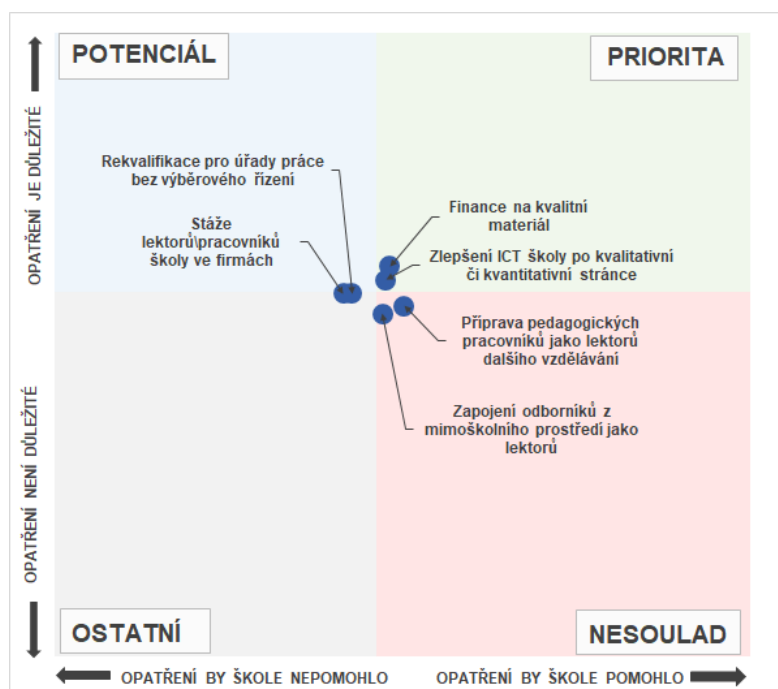 POTENCIÁL
PRIORITA
OPATŘENÍ JE DŮLEŽITÉ
Rekvalifikace pro úřady práce
bez výběrového řízení
Stáže
lektorů\pracovníků
školy ve firmách
Finance na kvalitní
materiál
Zlepšení ICT školy po kvalitativní
či kvantitativní stránce
Příprava pedagogických
pracovníků jako lektorů
dalšího vzdělávání
Zapojení odborníků z
mimoškolního prostředí jako
lektorů
OPATŘENÍ NENÍ DŮLEŽITÉ
OSTATNÍ
NESOULAD
OPATŘENÍ BY ŠKOLE NEPOMOHLO
OPATŘENÍ BY ŠKOLE POMOHLO